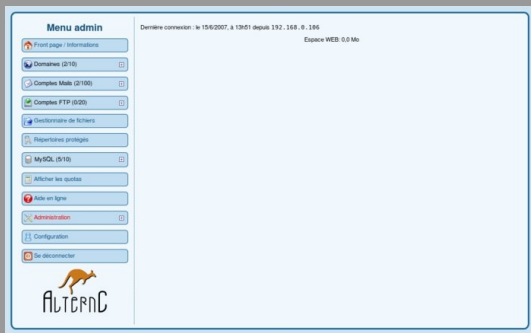 Menu admin
Front page / Informations
Domaines (2/10)
Comptes Mails (2/100)
Comptes FTP (0/20)
Gestionnaire de fichiers
Répertoires protégés
MySQL (5/10)
Afficher les quotas
Aide en ligne
Administration
Configuration
Se déconnecter
ALTERNC
Dernière connexion : le 15/6/2007, à 13h51 depuis 192.168.0.106
Espace WEB: 0,0 Mo